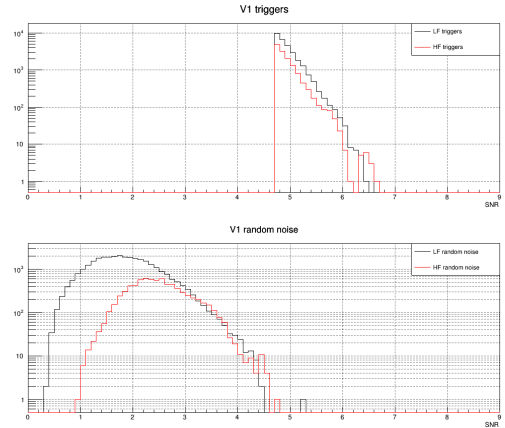 V1 triggers
10⁴
LF triggers
HF triggers
10³
10²
10
1
0 1 2 3 4 5 6 7 8 9
SNR
V1 random noise
LF random noise
10³
HF random noise
10²
10
1
0 1 2 3 4 5 6 7 8 9
SNR